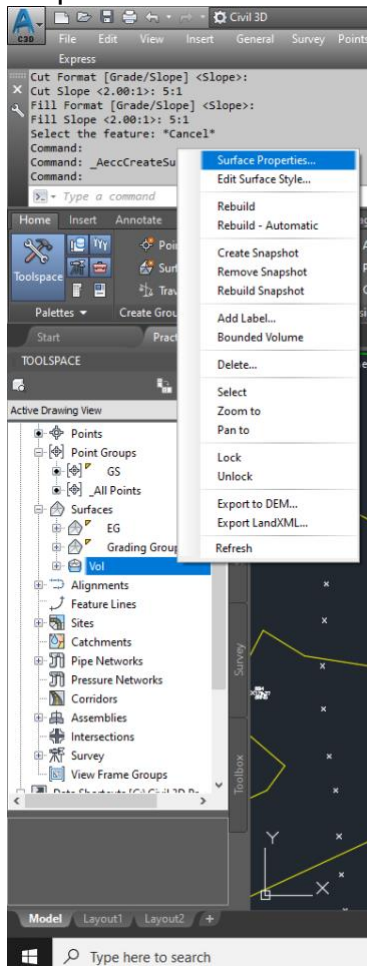 C3D
Civil 3D
File Edit View Insert General Survey Points
Express
Cut Format [Grade/Slope] <Slope>:
Cut Slope <2.00:1>: 5:1
Fill Format [Grade/Slope] <Slope>:
Fill Slope <2.00:1>: 5:1
Select the feature: *Cancel*
Command:
Command: _AeccCreateSu
Command:
Type a command
Surface Properties...
Edit Surface Style...
Rebuild
Rebuild - Automatic
Create Snapshot
Remove Snapshot
Rebuild Snapshot
Add Label...
Bounded Volume
Delete...
Select
Zoom to
Pan to
Lock
Unlock
Export to DEM...
Export LandXML...
Refresh
Home Insert Annotate
Toolspace
Poi
Sur
Trav
Palettes
Create Grou
Start
Pract
TOOLSPACE
Active Drawing View
Points
Point Groups
GS
_All Points
Surfaces
EG
Grading Group
Vol
Alignments
Feature Lines
Sites
Catchments
Pipe Networks
Pressure Networks
Corridors
Assemblies
Intersections
Survey
View Frame Groups
Survey
Toolbox
Y
X
Model Layout1 Layout2 +
Type here to search